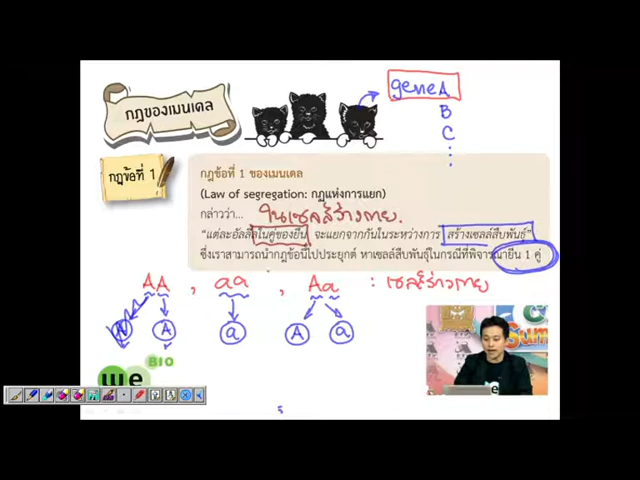 กฎของเมนเดล
gene A
B
C
กฎข้อที่ 1
กฎข้อที่ 1 ของเมนเดล
(Law of segregation: กฎแห่งการแยก)
กล่าวว่า... ในเซลล์ร่างกาย.
“แต่ละอัลลีลในคู่ของยีน จะแยกจากกันในระหว่างการ สร้างเซลล์สืบพันธุ์”
ซึ่งเราสามารถนำกฎข้อนี้ไปประยุกต์ หาเซลล์สืบพันธุ์ในกรณีที่พิจารณายีน 1 คู่
AA , aa , Aa : เซลล์ร่างกาย
A A a A a
we BIO
5